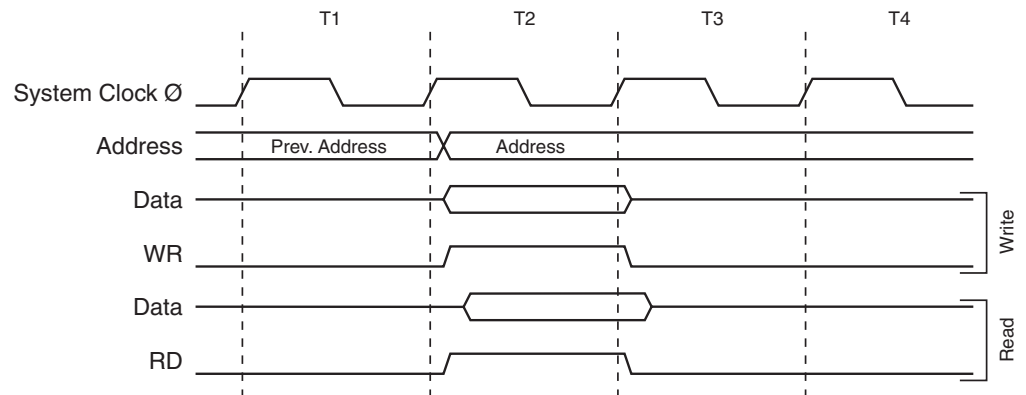 T1 T2 T3 T4
System Clock Ø
Address Prev. Address Address
Data
WR
Write
Data
RD
Read